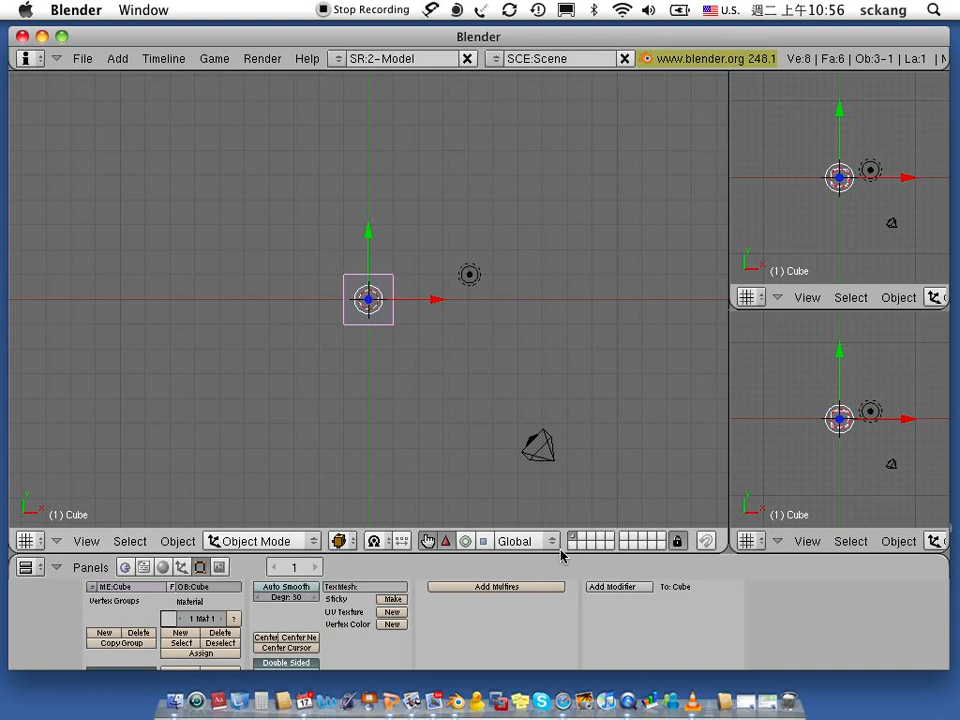 Blender Window Stop Recording U.S. 週二 上午10:56 sckang
Blender
File Add Timeline Game Render Help SR:2-Model SCE:Scene www.blender.org 248.1 Ve:8 | Fa:6 | Ob:3-1 | La:1 |
(1) Cube
View Select Object
(1) Cube
(1) Cube
View Select Object Object Mode Global
View Select Object
Panels 1
ME:Cube F OB:Cube
Vertex Groups
Material
1 Mat 1 ?
New Delete
Copy Group
New Delete
Select Deselect
Assign
Auto Smooth
Degr: 30
TexMesh:
Sticky Make
UV Texture New
Vertex Color New
Center Center Ne
Center Cursor
Double Sided
Add Multires
Add Modifier To: Cube
17